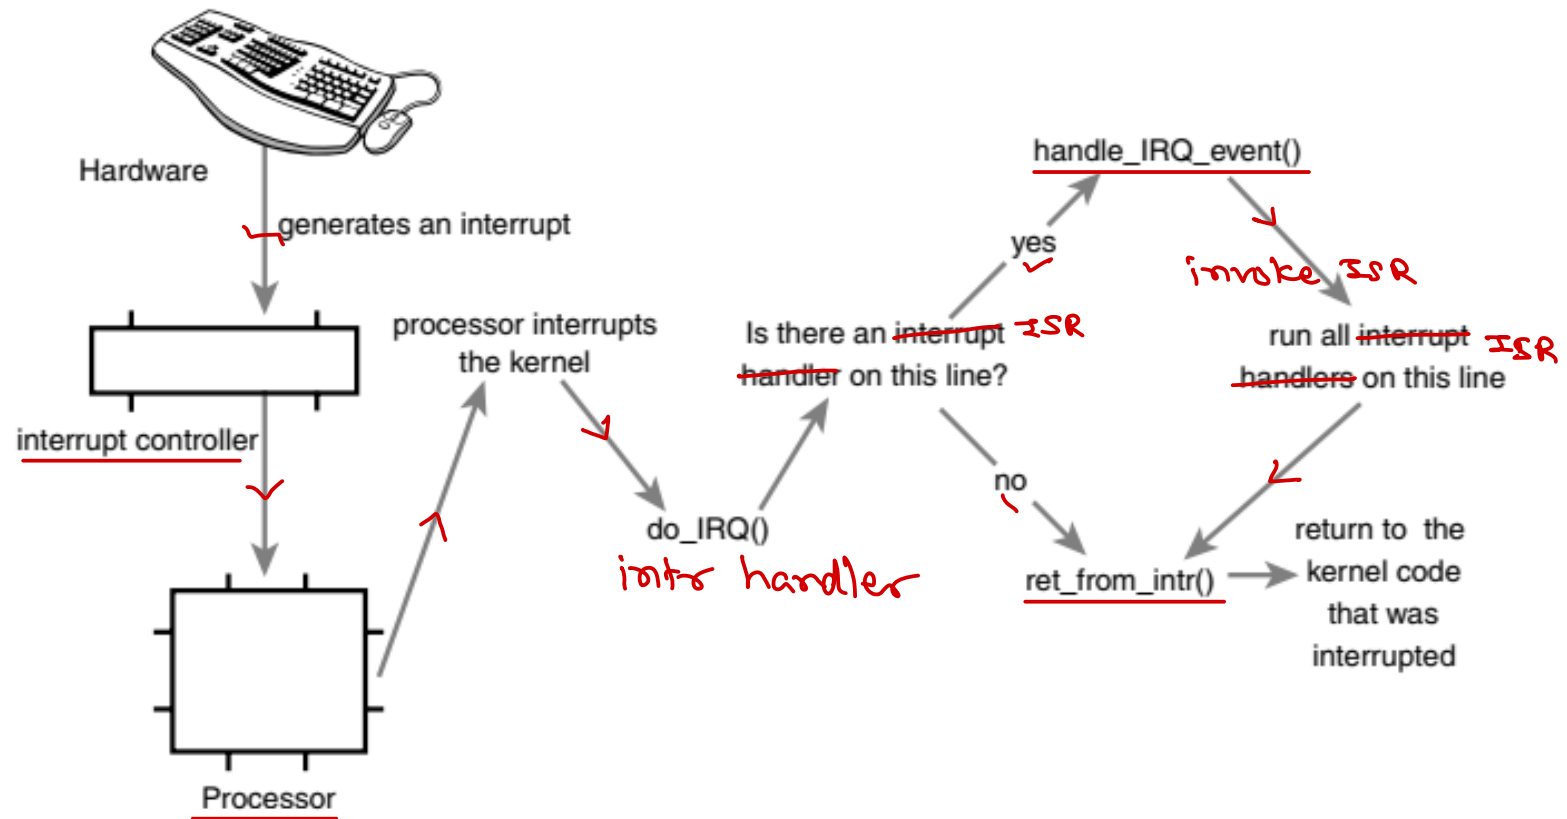 Hardware
generates an interrupt
interrupt controller
Processor
processor interrupts
the kernel
do_IRQ()
intr handler
Is there an interrupt ISR
handler on this line?
yes
no
handle_IRQ_event()
invoke ISR
run all interrupt ISR
handlers on this line
ret_from_intr()
return to the
kernel code
that was
interrupted